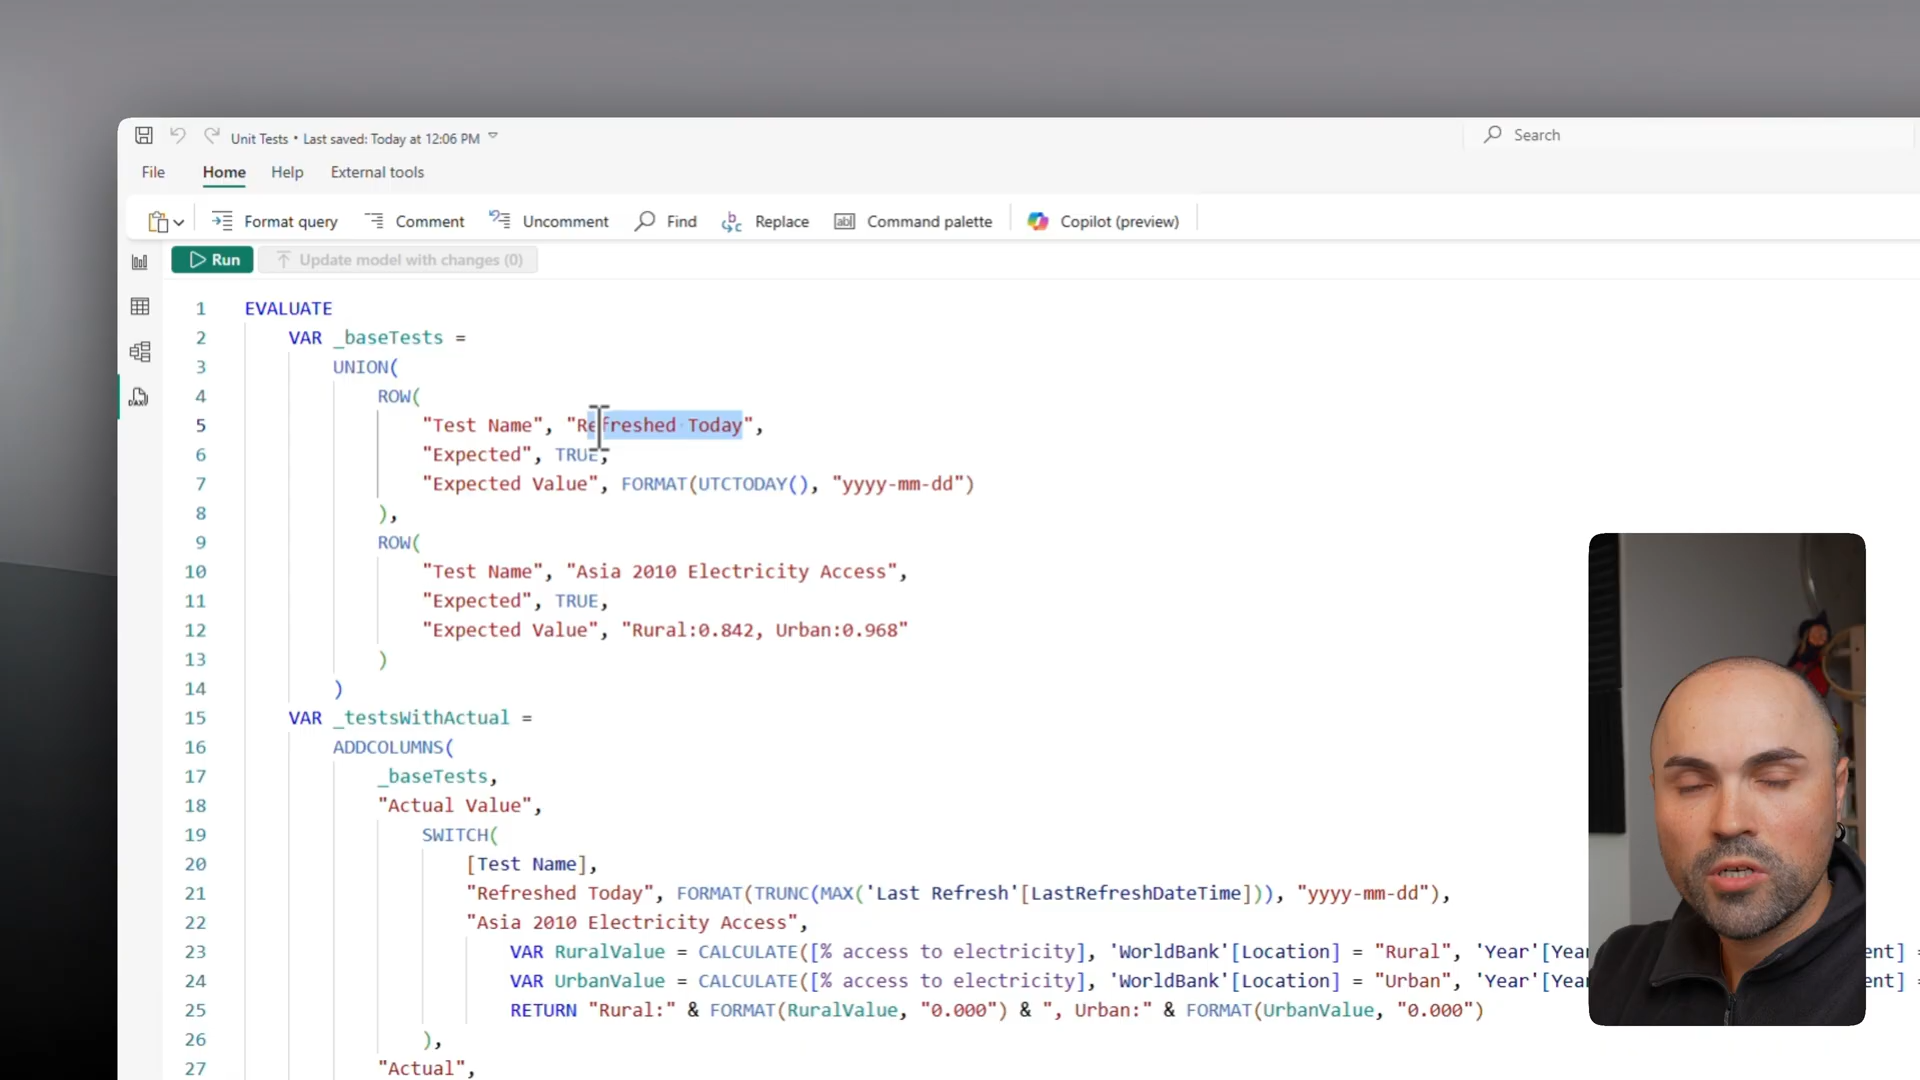 Unit Tests • Last saved: Today at 12:06 PM
Search
File Home Help External tools
Format query Comment Uncomment Find Replace Command palette Copilot (preview)
Run Update model with changes (0)
1 EVALUATE
2 VAR _baseTests =
3 UNION(
4 ROW(
5 "Test Name", "Refreshed Today",
6 "Expected", TRUE,
7 "Expected Value", FORMAT(UTCTODAY(), "yyyy-mm-dd")
8 ),
9 ROW(
10 "Test Name", "Asia 2010 Electricity Access",
11 "Expected", TRUE,
12 "Expected Value", "Rural:0.842, Urban:0.968"
13 )
14 )
15 VAR _testsWithActual =
16 ADDCOLUMNS(
17 _baseTests,
18 "Actual Value",
19 SWITCH(
20 [Test Name],
21 "Refreshed Today", FORMAT(TRUNC(MAX('Last Refresh'[LastRefreshDateTime])), "yyyy-mm-dd"),
22 "Asia 2010 Electricity Access",
23 VAR RuralValue = CALCULATE([% access to electricity], 'WorldBank'[Location] = "Rural", 'Year'[Year ent] =
24 VAR UrbanValue = CALCULATE([% access to electricity], 'WorldBank'[Location] = "Urban", 'Year'[Year ent] =
25 RETURN "Rural:" & FORMAT(RuralValue, "0.000") & ", Urban:" & FORMAT(UrbanValue, "0.000")
26 ),
27 "Actual",